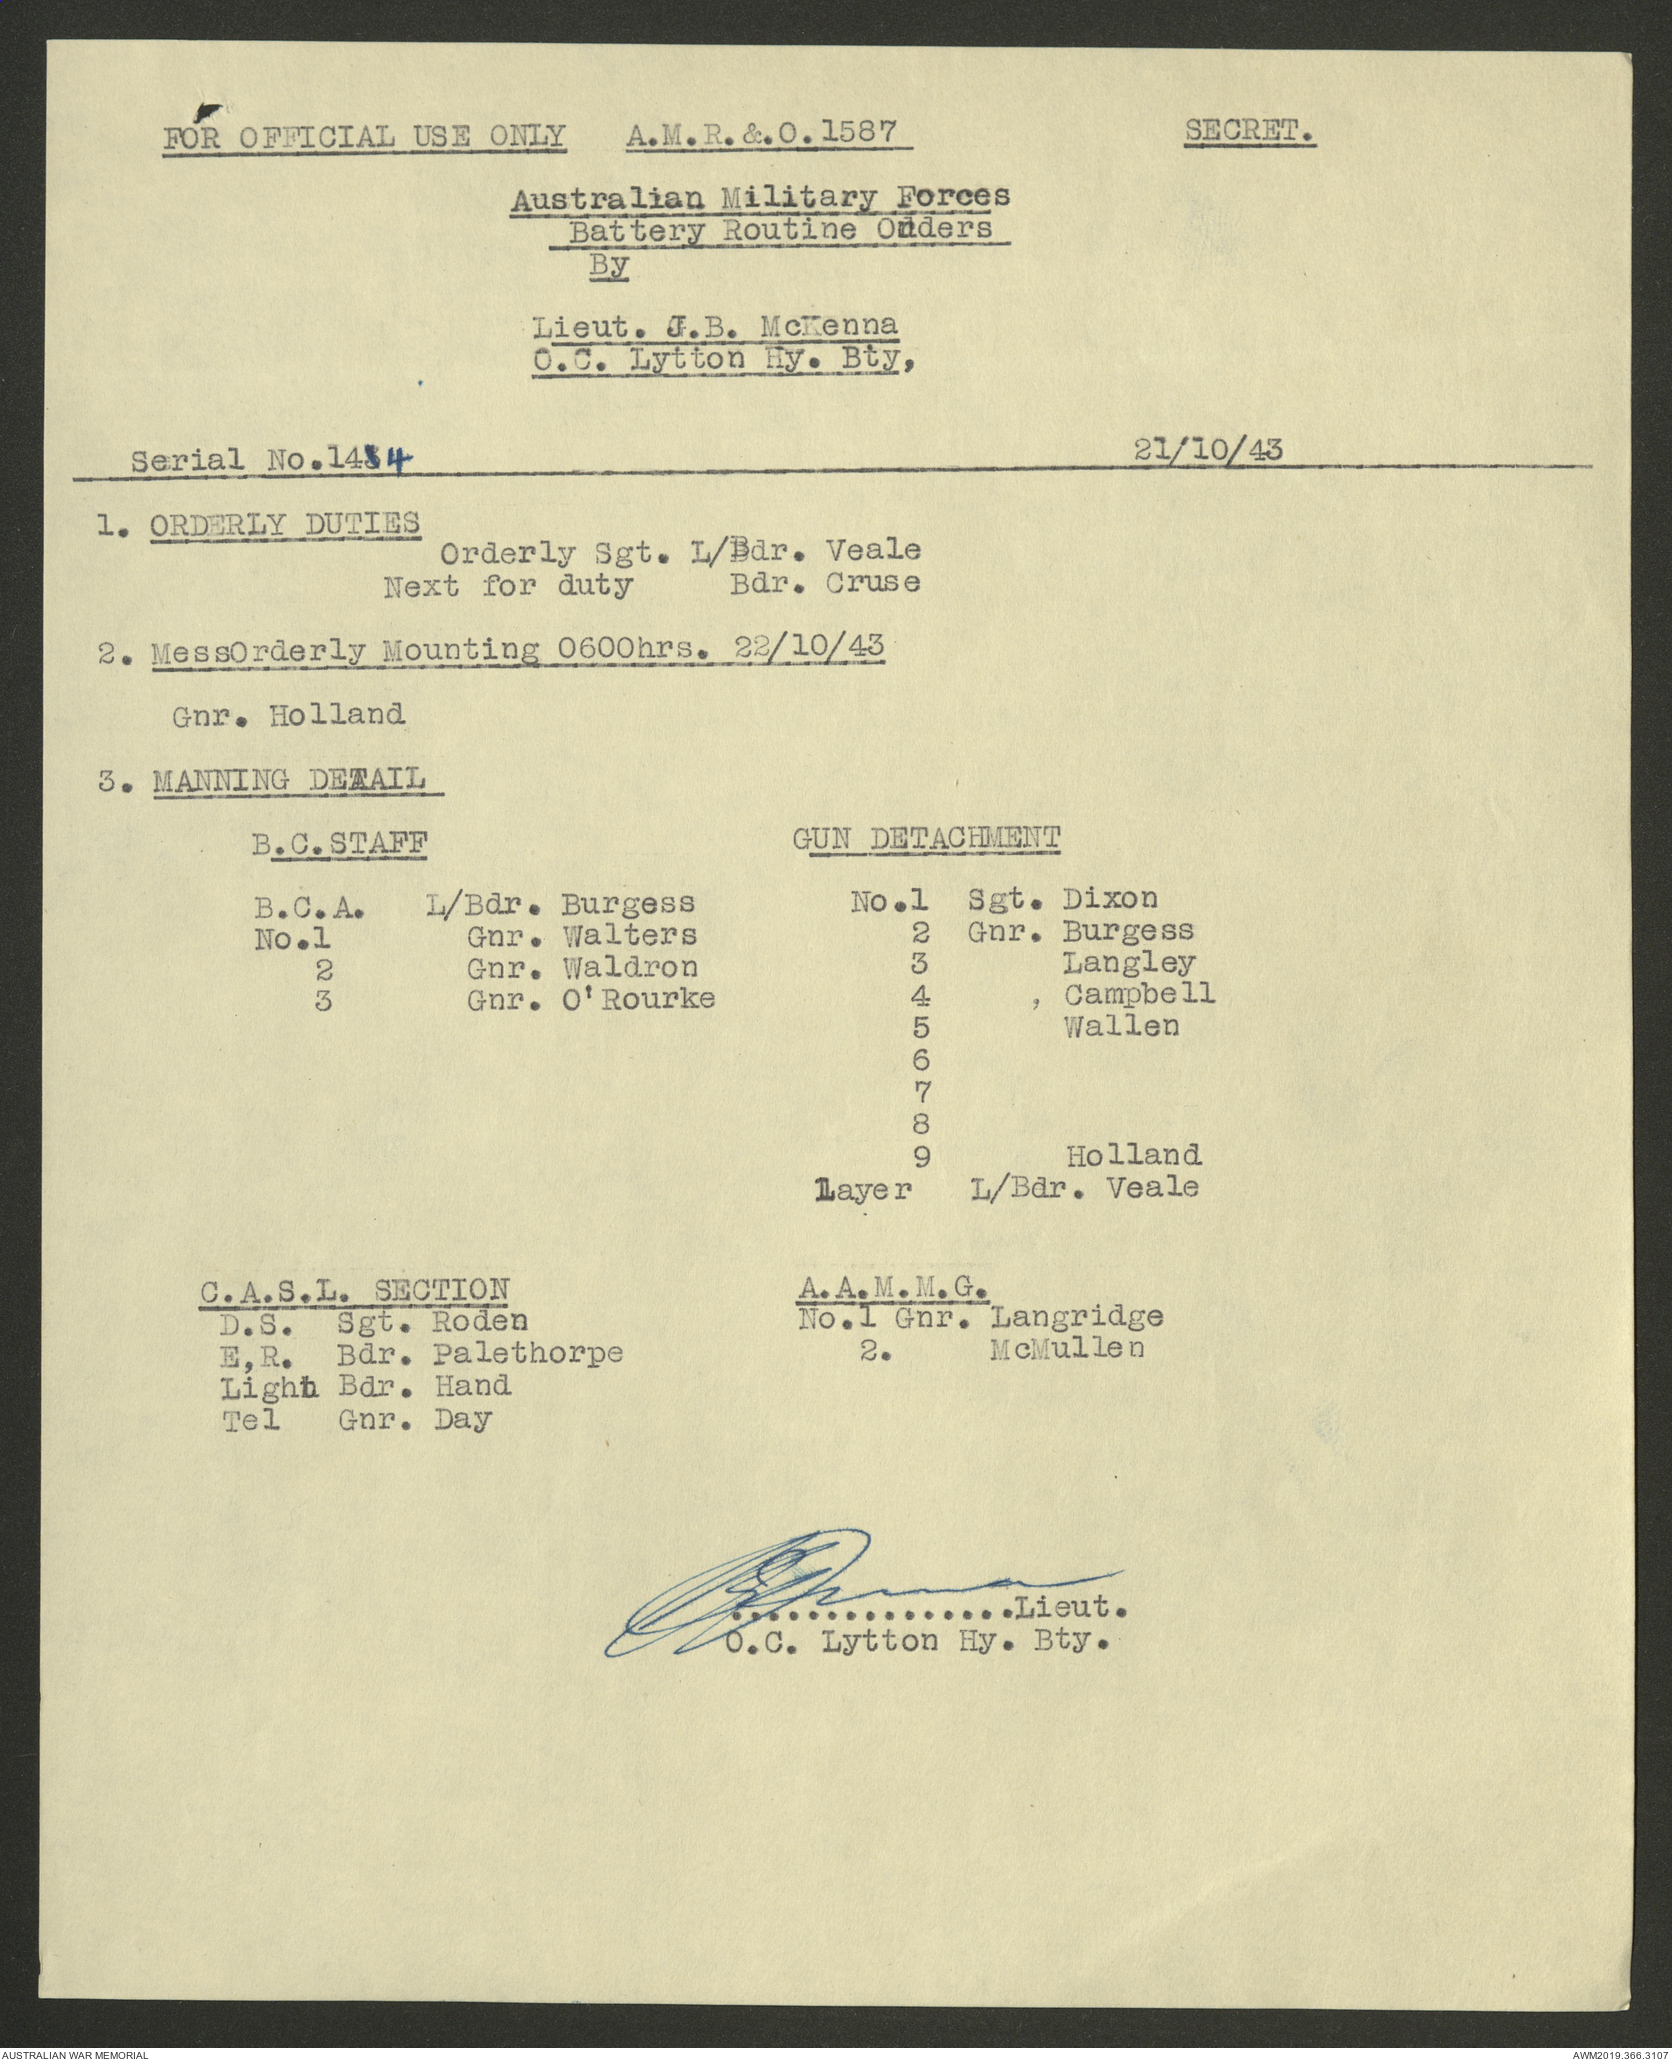 FOR OFFICIAL USE ONLY A.M.R.&.O.1587 SECRET.
Australian Military Forces
Battery Routine Orders
By
Lieut. J.B. McKenna
O.C. Lytton Hy. Bty,
Serial No.1484 21/10/43
1. ORDERLY DUTIES
Orderly Sgt. L/Bdr. Veale
Next for duty Bdr. Cruse
2. MessOrderly Mounting 0600hrs. 22/10/43
Gnr. Holland
3. MANNING DETAIL
B.C.STAFF
B.C.A. L/Bdr. Burgess
No.1 Gnr. Walters
2 Gnr. Waldron
3 Gnr. O'Rourke
GUN DETACHMENT
No.1 Sgt. Dixon
2 Gnr. Burgess
3 Langley
4 , Campbell
5 Wallen
6
7
8
9 Holland
Layer L/Bdr. Veale
C.A.S.L. SECTION
D.S. Sgt. Roden
E,R. Bdr. Palethorpe
Light Bdr. Hand
Tel Gnr. Day
A.A.M.M.G.
No.1 Gnr. Langridge
2. McMullen
...............Lieut.
O.C. Lytton Hy. Bty.
AUSTRALIAN WAR MEMORIAL AWM2019.366.3107